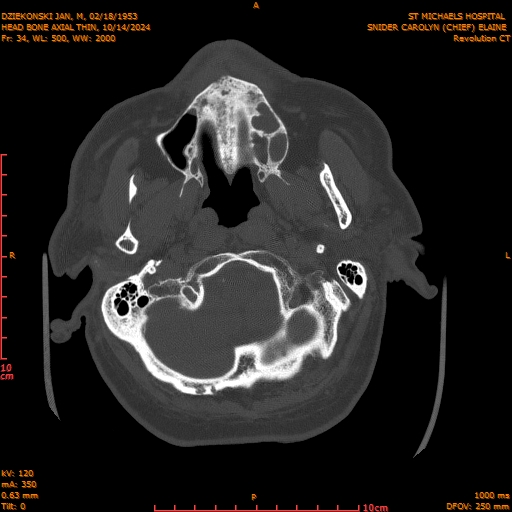 DZIEKONSKI JAN, M, 02/18/1953
HEAD BONE AXIAL THIN, 10/14/2024
Fr: 34, WL: 500, WW: 2000
A
ST MICHAELS HOSPITAL
SNIDER CAROLYN (CHIEF) ELAINE
Revolution CT
R
L
10
cm
kV: 120
mA: 350
0.63 mm
Tilt: 0
P
10cm
1000 ms
DFOV: 250 mm